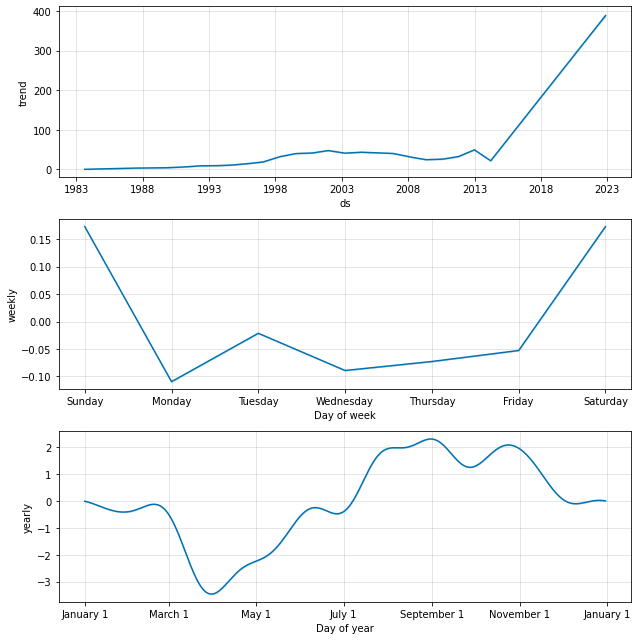 400
300
200
100
0
trend
1983 1988 1993 1998 2003 2008 2013 2018 2023
ds
0.15
0.10
0.05
0.00
−0.05
−0.10
weekly
Sunday Monday Tuesday Wednesday Thursday Friday Saturday
Day of week
2
1
0
−1
−2
−3
yearly
January 1 March 1 May 1 July 1 September 1 November 1 January 1
Day of year